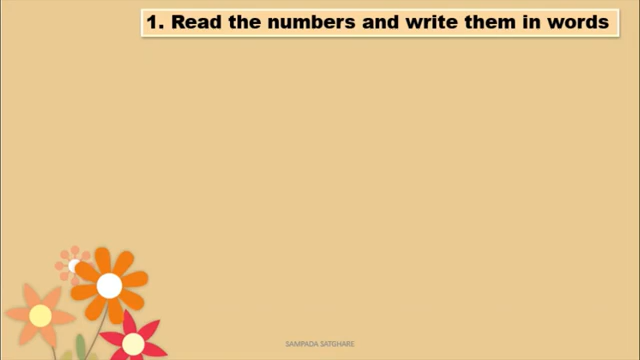 1. Read the numbers and write them in words
SAMPADA SATGHARE